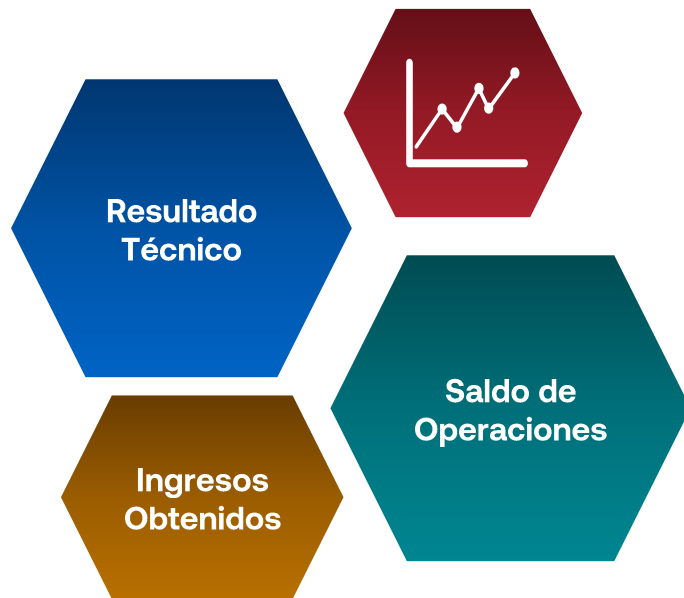 Resultado
Técnico
Saldo de
Operaciones
Ingresos
Obtenidos